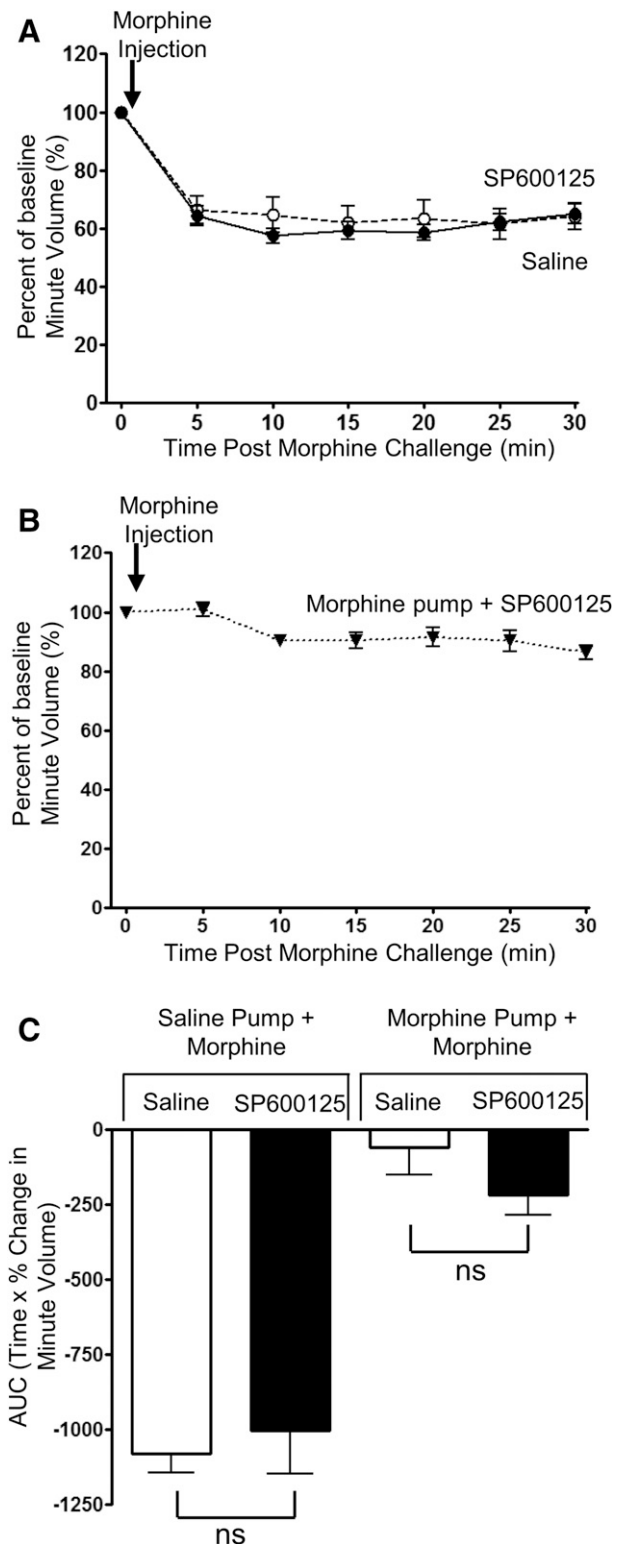 A
Morphine
Injection
Percent of baseline
Minute Volume (%)
120
100
80
60
40
20
0
SP600125
Saline
0 5 10 15 20 25 30
Time Post Morphine Challenge (min)
B
Morphine
Injection
Percent of baseline
Minute Volume (%)
120
100
80
60
40
20
0
Morphine pump + SP600125
0 5 10 15 20 25 30
Time Post Morphine Challenge (min)
C
Saline Pump +
Morphine
Morphine Pump +
Morphine
Saline SP600125 Saline SP600125
AUC (Time x % Change in
Minute Volume)
0
-250
-500
-750
-1000
-1250
ns
ns